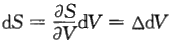 dS = ∂S/∂V dV = ΔdV